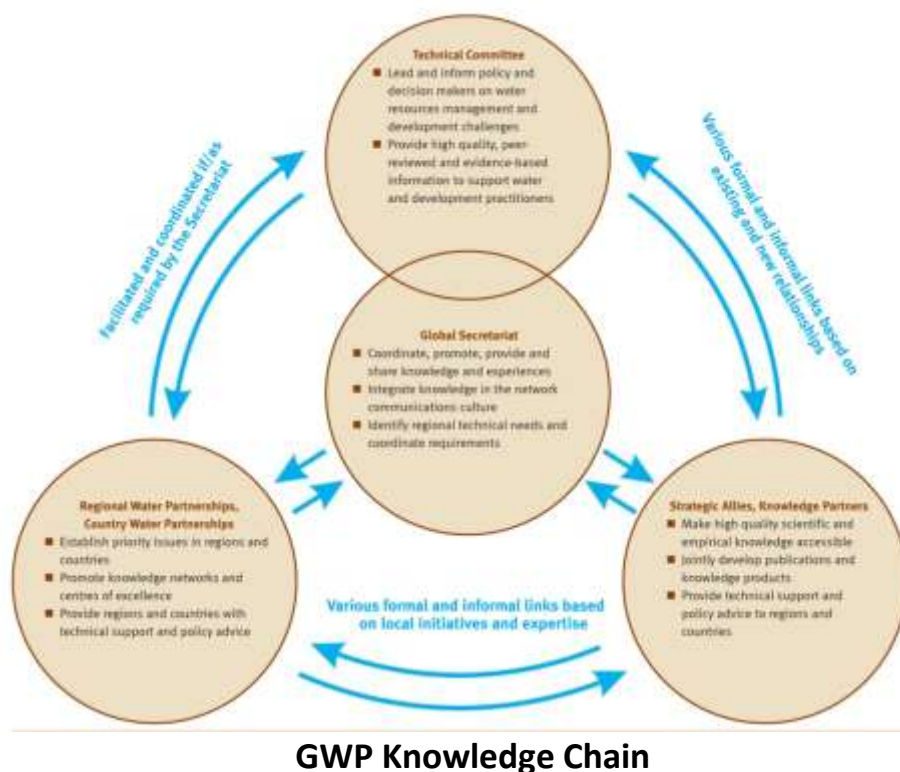 Technical Committee
■ Lead and inform policy and
decision makers on water
resources management and
development challenges
■ Provide high quality, peer-
reviewed and evidence-based
information to support water
and development practitioners
Facilitated and coordinated if/as
required by the Secretariat
Various formal and informal links based on
existing and new relationships
Global Secretariat
■ Coordinate, promote, provide and
share knowledge and experiences
■ Integrate knowledge in the network
communications culture
■ Identify regional technical needs and
coordinate requirements
Regional Water Partnerships,
Country Water Partnerships
■ Establish priority issues in regions and
countries
■ Promote knowledge networks and
centres of excellence
■ Provide regions and countries with
technical support and policy advice
Strategic Allies, Knowledge Partners
■ Make high quality scientific and
empirical knowledge accessible
■ Jointly develop publications and
knowledge products
■ Provide technical support and
policy advice to regions and
countries
Various formal and informal links based
on local initiatives and expertise
GWP Knowledge Chain